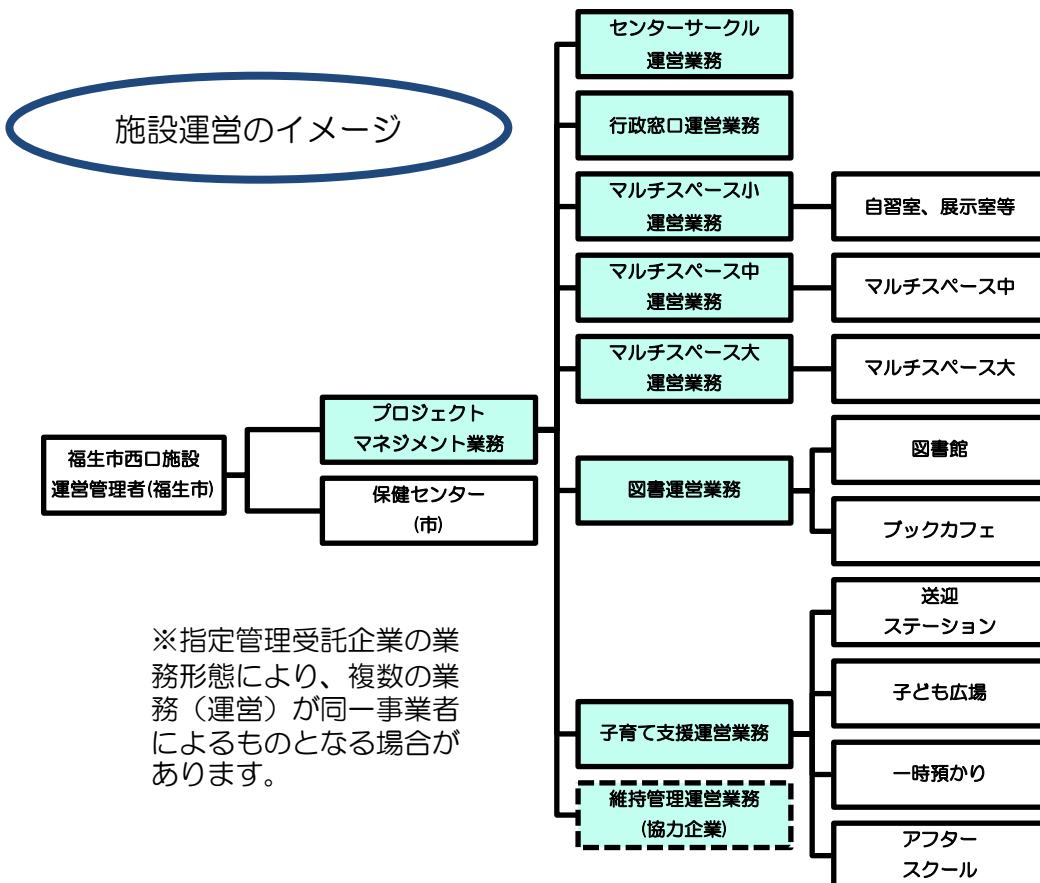 施設運営のイメージ
センターサークル
運営業務
行政窓口運営業務
マルチスペース小
運営業務
自習室、展示室等
マルチスペース中
運営業務
マルチスペース中
マルチスペース大
運営業務
マルチスペース大
福生市西口施設
運営管理者(福生市)
プロジェクト
マネジメント業務
保健センター
(市)
図書運営業務
図書館
ブックカフェ
子育て支援運営業務
送迎
ステーション
子ども広場
一時預かり
アフター
スクール
維持管理運営業務
(協力企業)
※指定管理受託企業の業
務形態により、複数の業
務（運営）が同一事業者
によるものとなる場合が
あります。